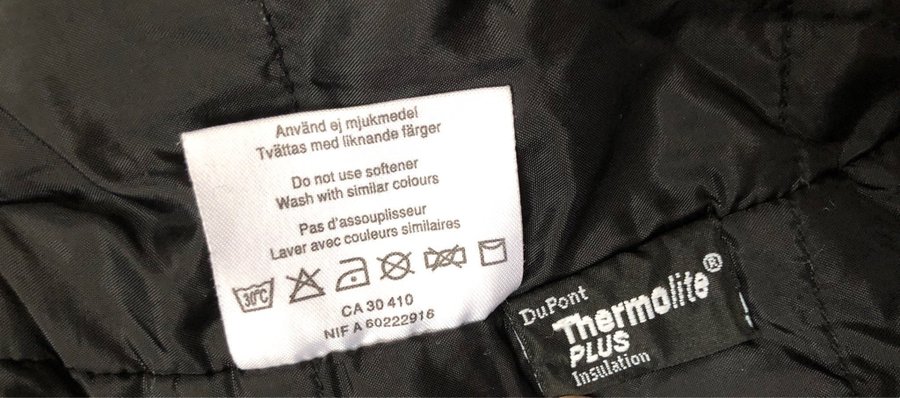 Använd ej mjukmedel
Tvättas med liknande färger
Do not use softener
Wash with similar colours
Pas d'assouplisseur
Laver avec couleurs similaires
30°C
CA 30 410
NIF A 60222916
DuPont
Thermolite®
PLUS
Insulation